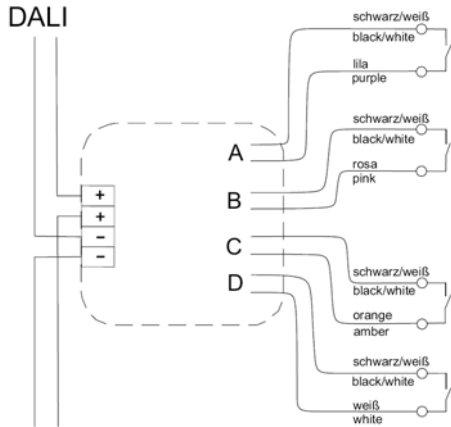 DALI
schwarz/weiß
black/white
lila
purple
A
schwarz/weiß
black/white
rosa
pink
B
+
+
−
−
C
schwarz/weiß
black/white
orange
amber
D
schwarz/weiß
black/white
weiß
white